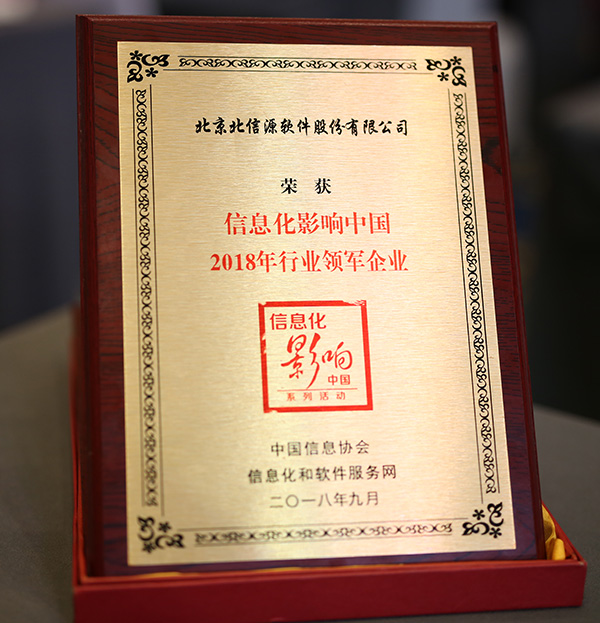 北京北信源软件股份有限公司
荣 获
信息化影响中国
2018年行业领军企业
信息化
影响
中国
系列活动
中国信息协会
信息化和软件服务网
二〇一八年九月